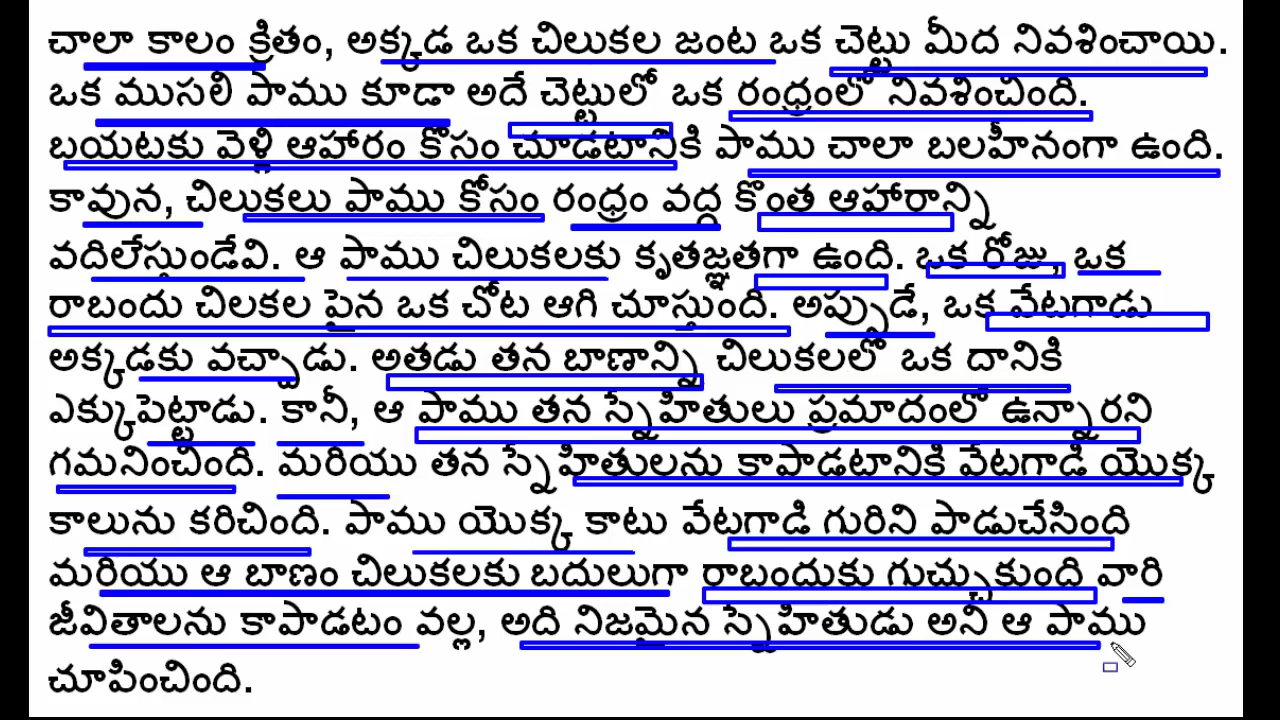 చాలా కాలం క్రితం, అక్కడ ఒక చిలుకల జంట ఒక చెట్టు మీద నివశించాయి.
ఒక ముసలి పాము కూడా అదే చెట్టులో ఒక రంధ్రంలో నివశించింది.
బయటకు వెళ్లి ఆహారం కోసం చూడటానికి పాము చాలా బలహీనంగా ఉంది.
కావున, చిలుకలు పాము కోసం రంధ్రం వద్ద కొంత ఆహారాన్ని
వదిలేస్తుండేవి. ఆ పాము చిలుకలకు కృతజ్ఞతగా ఉంది. ఒక రోజు, ఒక
రాబందు చిలకల పైన ఒక చోట ఆగి చూస్తుంది. అప్పుడే, ఒక వేటగాడు
అక్కడకు వచ్చాడు. అతడు తన బాణాన్ని చిలుకలలో ఒక దానికి
ఎక్కుపెట్టాడు. కానీ, ఆ పాము తన స్నేహితులు ప్రమాదంలో ఉన్నారని
గమనించింది. మరియు తన స్నేహితులను కాపాడటానికి వేటగాడి యొక్క
కాలును కరిచింది. పాము యొక్క కాటు వేటగాడి గురిని పాడుచేసింది
మరియు ఆ బాణం చిలుకలకు బదులుగా రాబందుకు గుచ్చుకుంది వారి
జీవితాలను కాపాడటం వల్ల, అది నిజమైన స్నేహితుడు అని ఆ పాము
చూపించింది.